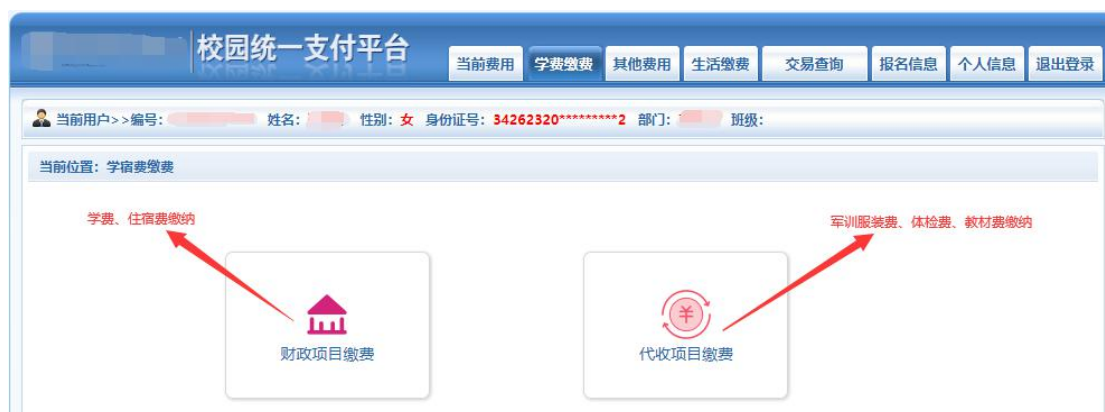 校园统一支付平台
当前费用 学费缴费 其他费用 生活缴费 交易查询 报名信息 个人信息 退出登录
当前用户>>编号: 姓名: 性别: 女 身份证号: 34262320*********2 部门: 班级:
当前位置: 学宿费缴费
学费、住宿费缴纳
军训服装费、体检费、教材费缴纳
财政项目缴费
代收项目缴费